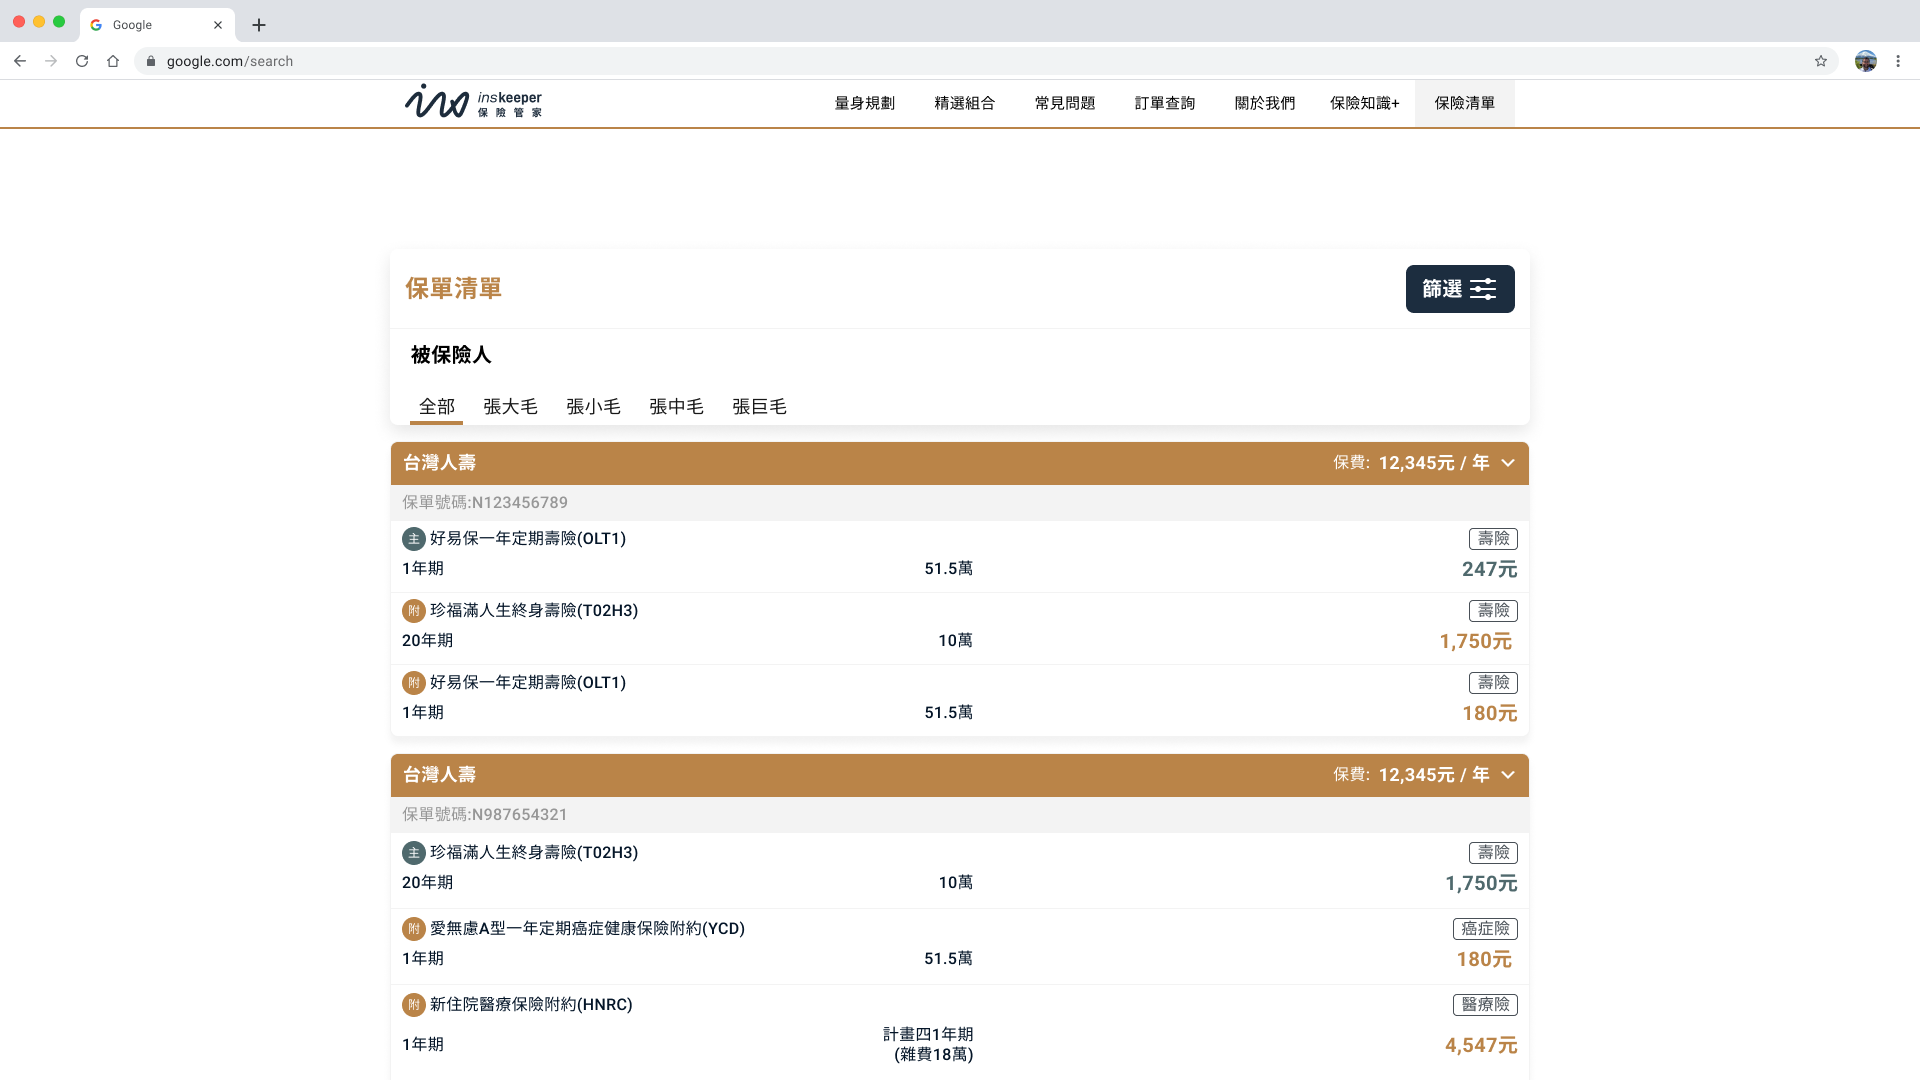 Google
google.com/search
inskeeper
保險管家
量身規劃
精選組合
常見問題
訂單查詢
關於我們
保險知識+
保險清單
保單清單
篩選
被保險人
全部
張大毛
張小毛
張中毛
張巨毛
台灣人壽
保費: 12,345元 / 年
保單號碼:N123456789
主 好易保一年定期壽險(OLT1)
壽險
1年期
51.5萬
247元
附 珍福滿人生終身壽險(T02H3)
壽險
20年期
10萬
1,750元
附 好易保一年定期壽險(OLT1)
壽險
1年期
51.5萬
180元
台灣人壽
保費: 12,345元 / 年
保單號碼:N987654321
主 珍福滿人生終身壽險(T02H3)
壽險
20年期
10萬
1,750元
附 愛無慮A型一年定期癌症健康保險附約(YCD)
癌症險
1年期
51.5萬
180元
附 新住院醫療保險附約(HNRC)
醫療險
1年期
計畫四1年期
(雜費18萬)
4,547元